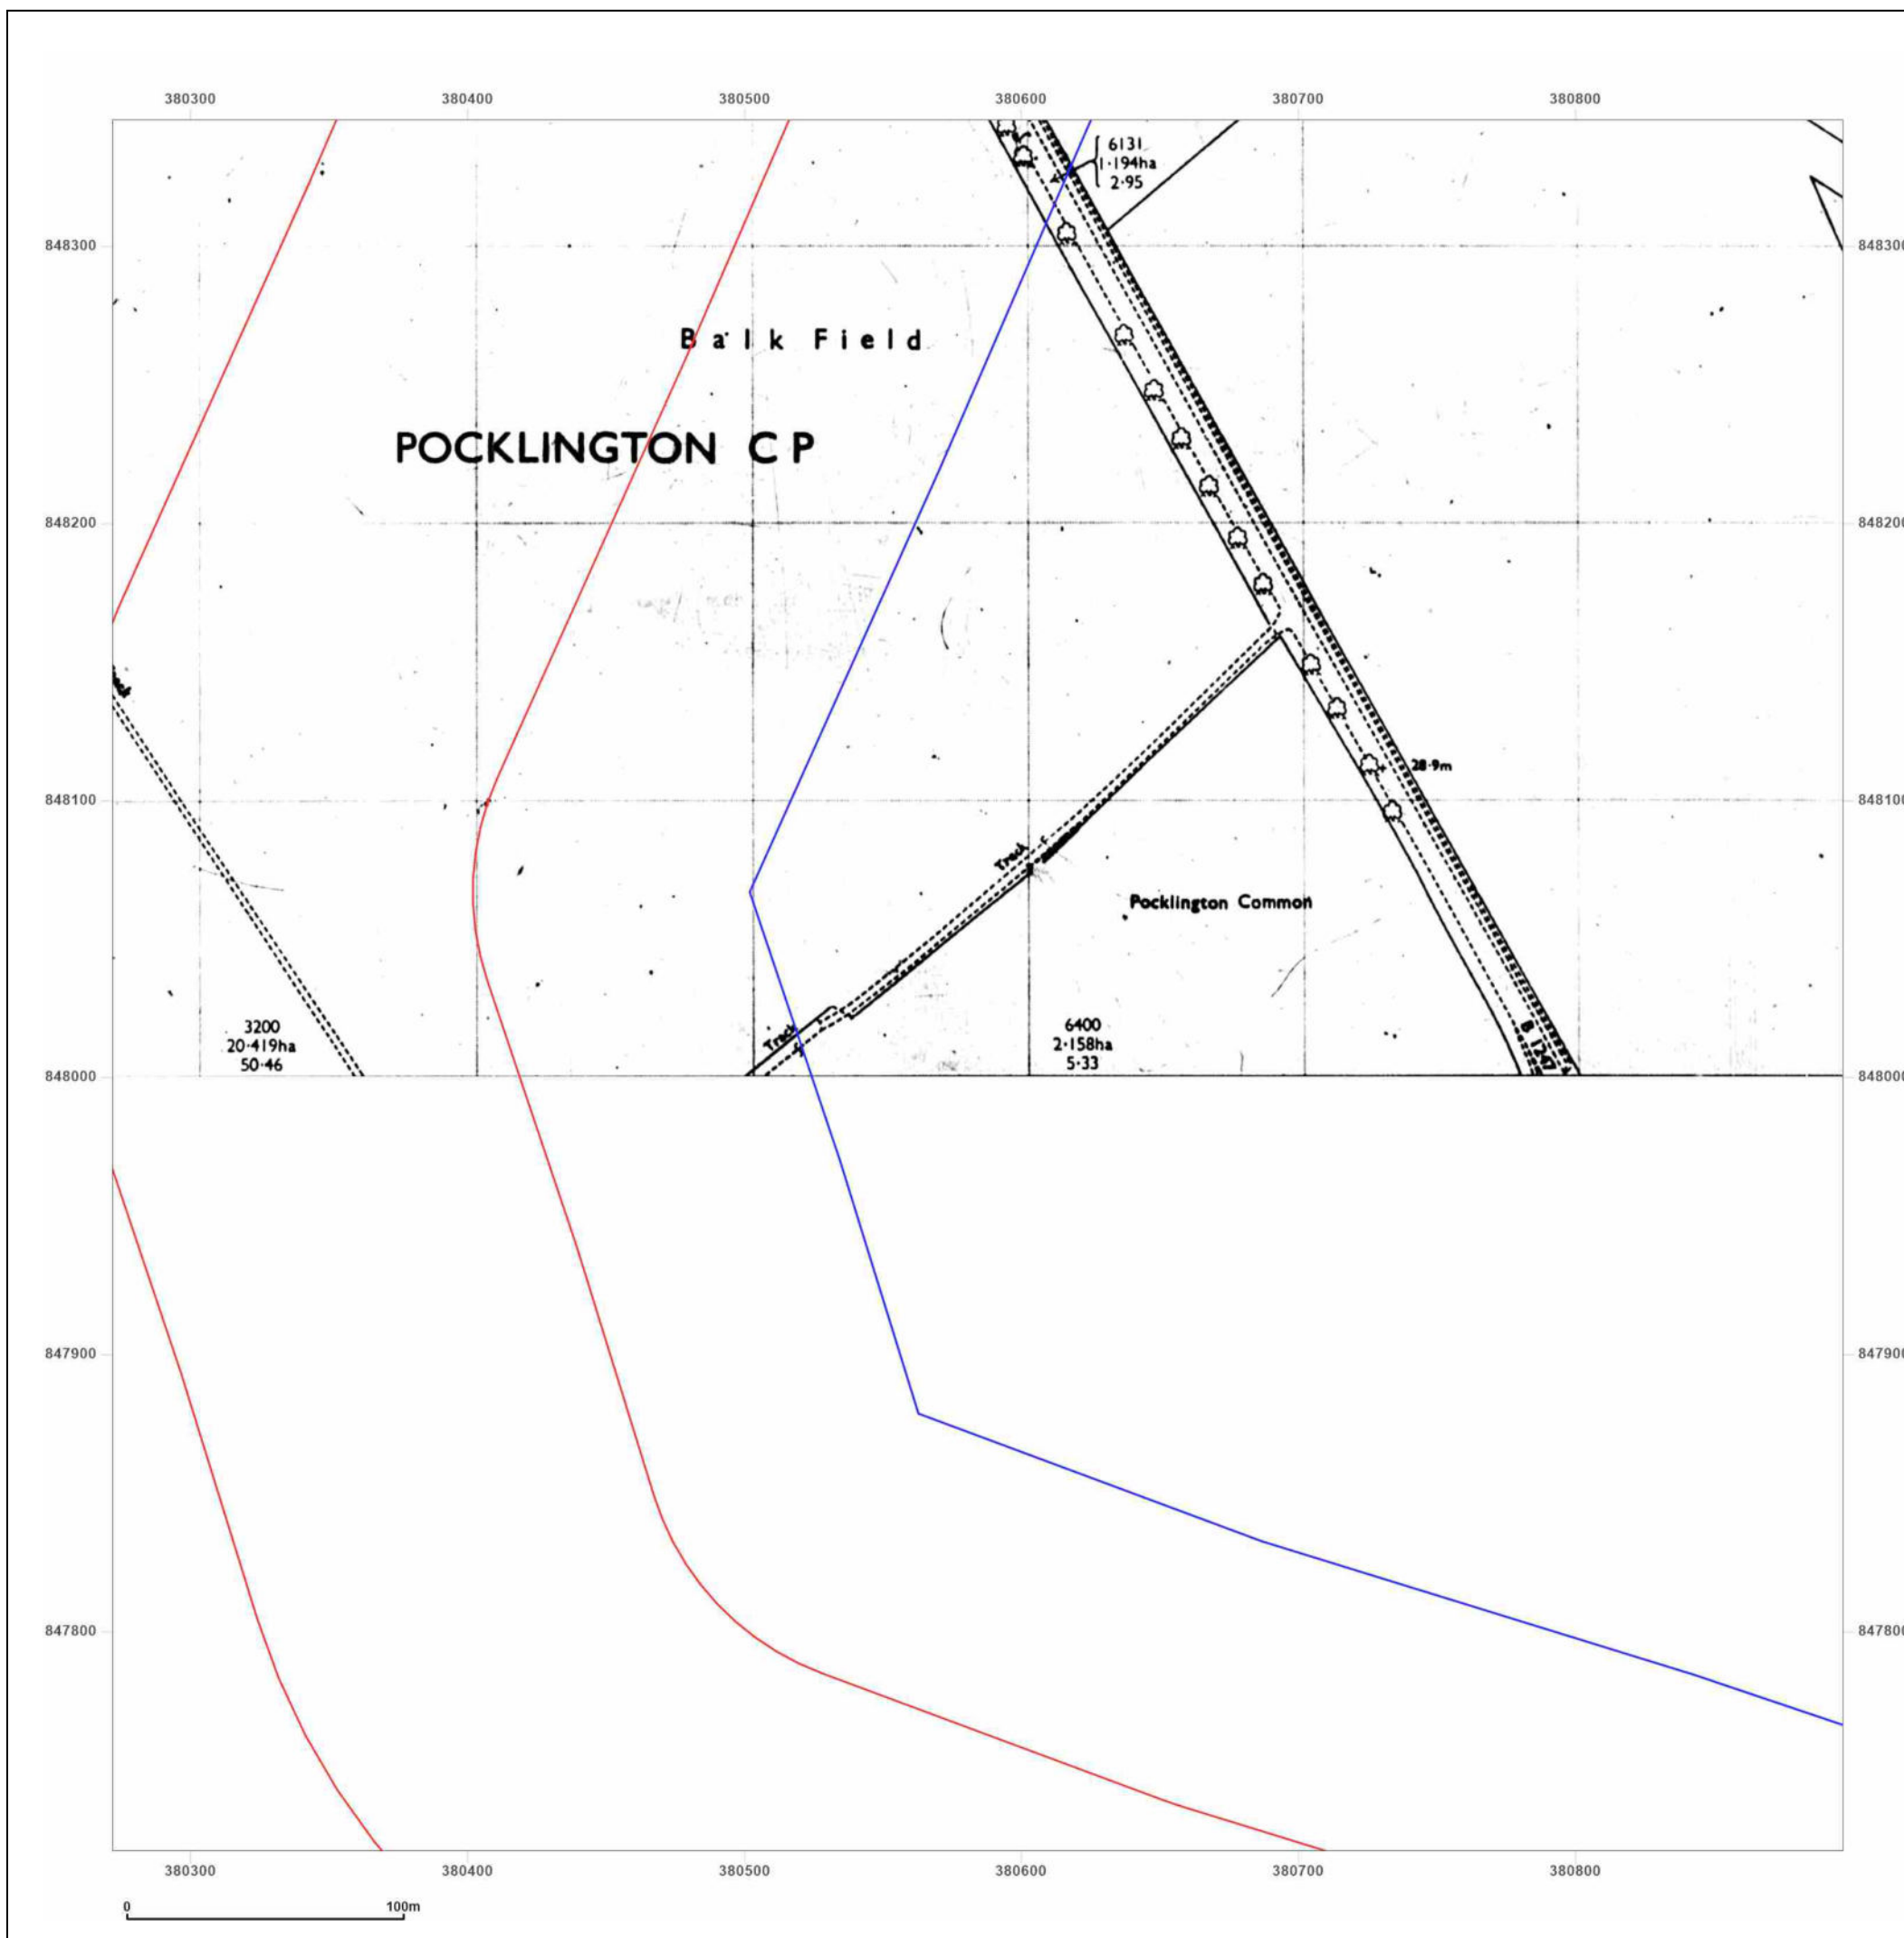 380300 380400 380500 380600 380700 380800
6131
1·194ha
2·95
848300 848300
Balk Field
POCKLINGTON CP
848200 848200
28·9m
848100 848100
Track
Pocklington Common
Track
3200
20·419ha
50·46
6400
2·158ha
5·33
B 1247
848000 848000
847900 847900
847800 847800
380300 380400 380500 380600 380700 380800
0 100m